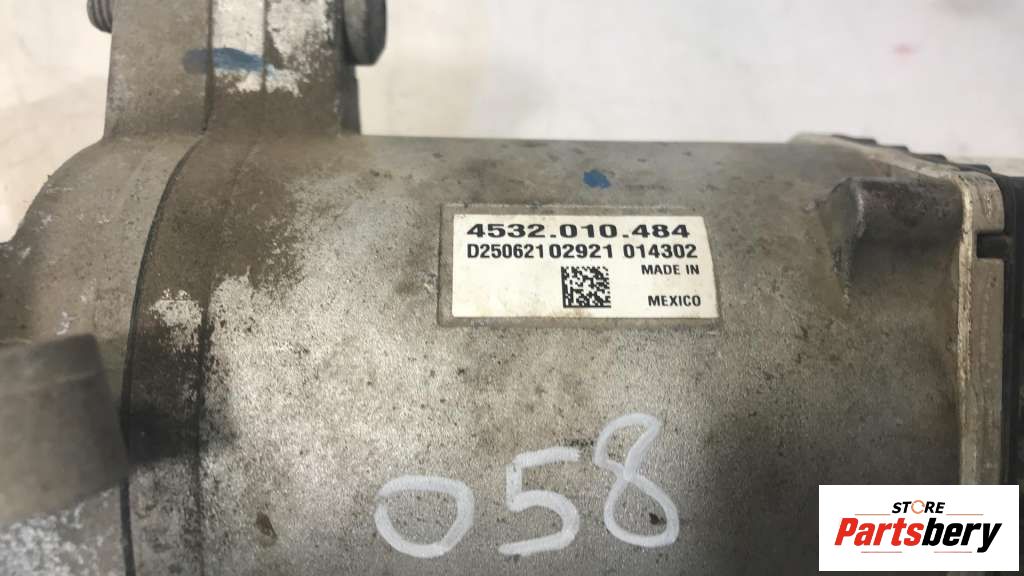 4532.010.484
D25062102921 014302
MADE IN
MEXICO
058
STORE
Partsbery